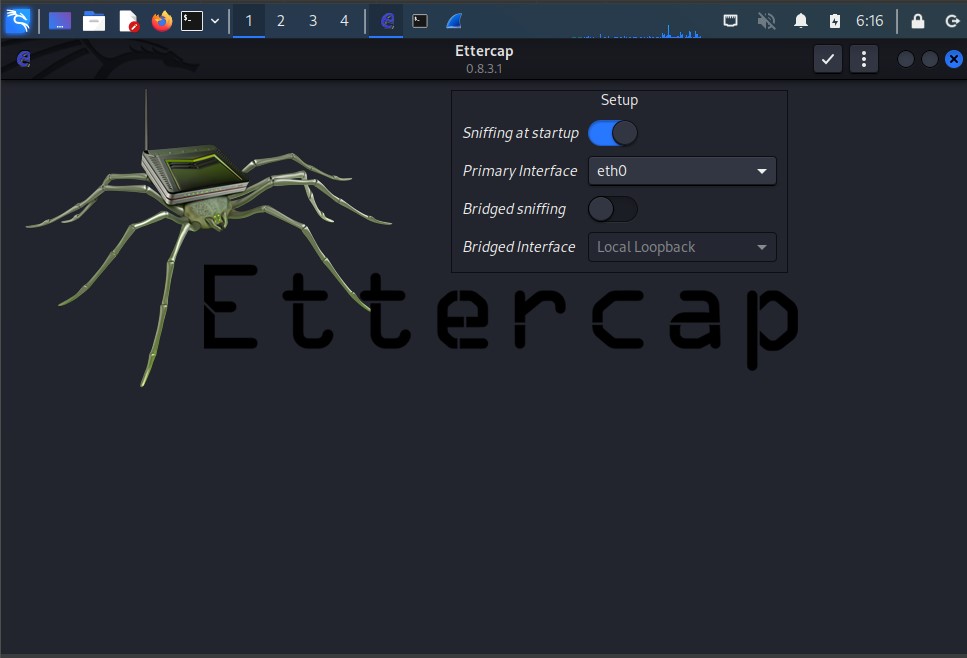 1 2 3 4 6:16
Ettercap
0.8.3.1
Setup
Sniffing at startup
Primary Interface eth0
Bridged sniffing
Bridged Interface Local Loopback
Ettercap